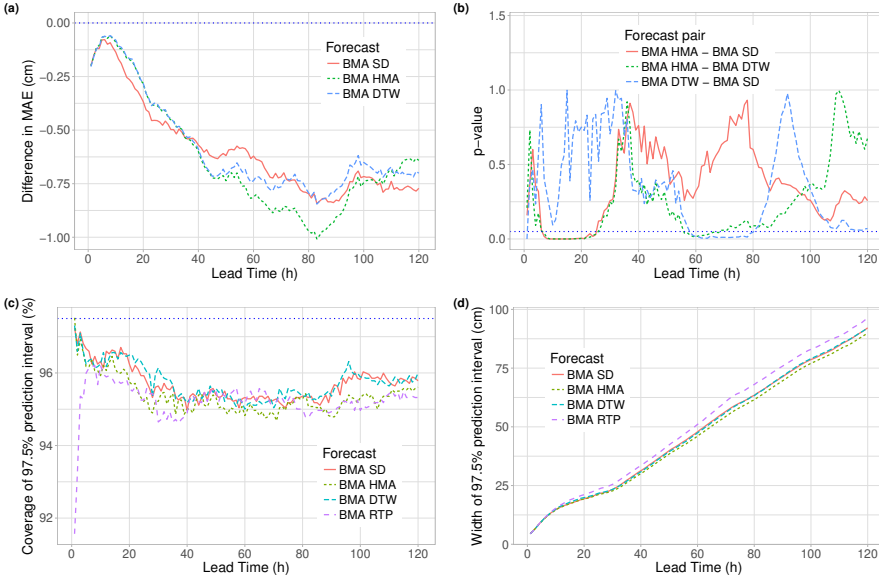 (a)
Difference in MAE (cm)
0.00
−0.25
−0.50
−0.75
−1.00
Forecast
BMA SD
BMA HMA
BMA DTW
0 20 40 60 80 100 120
Lead Time (h)
(b)
p−value
1.5
1.0
0.5
0.0
Forecast pair
BMA HMA − BMA SD
BMA HMA − BMA DTW
BMA DTW − BMA SD
0 20 40 60 80 100 120
Lead Time (h)
(c)
Coverage of 97.5% prediction interval (%)
96
94
92
Forecast
BMA SD
BMA HMA
BMA DTW
BMA RTP
0 20 40 60 80 100 120
Lead Time (h)
(d)
Width of 97.5% prediction interval (cm)
100
75
50
25
0
Forecast
BMA SD
BMA HMA
BMA DTW
BMA RTP
0 20 40 60 80 100 120
Lead Time (h)